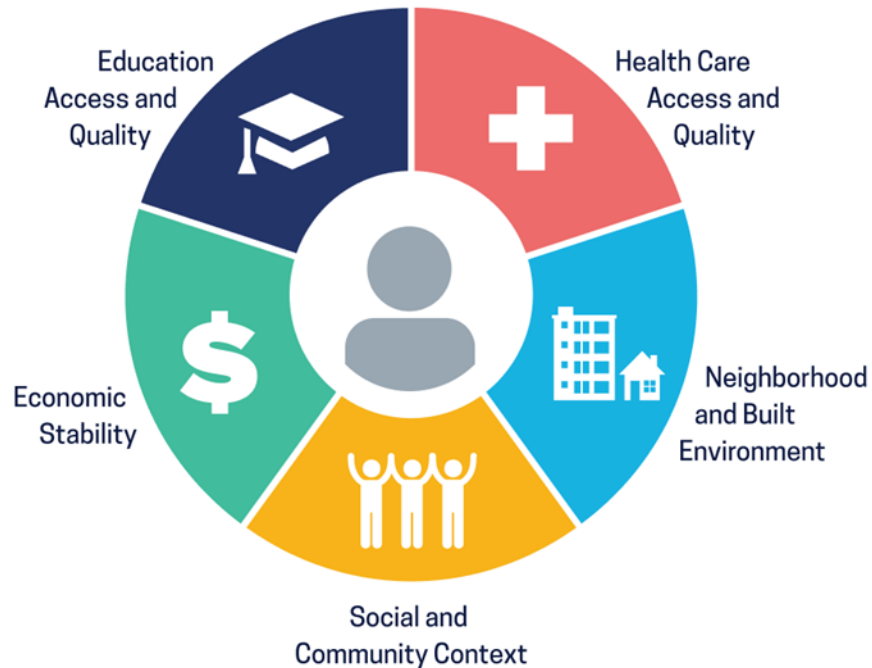 Education
Access and
Quality
Health Care
Access and
Quality
Economic
Stability
Neighborhood
and Built
Environment
Social and
Community Context